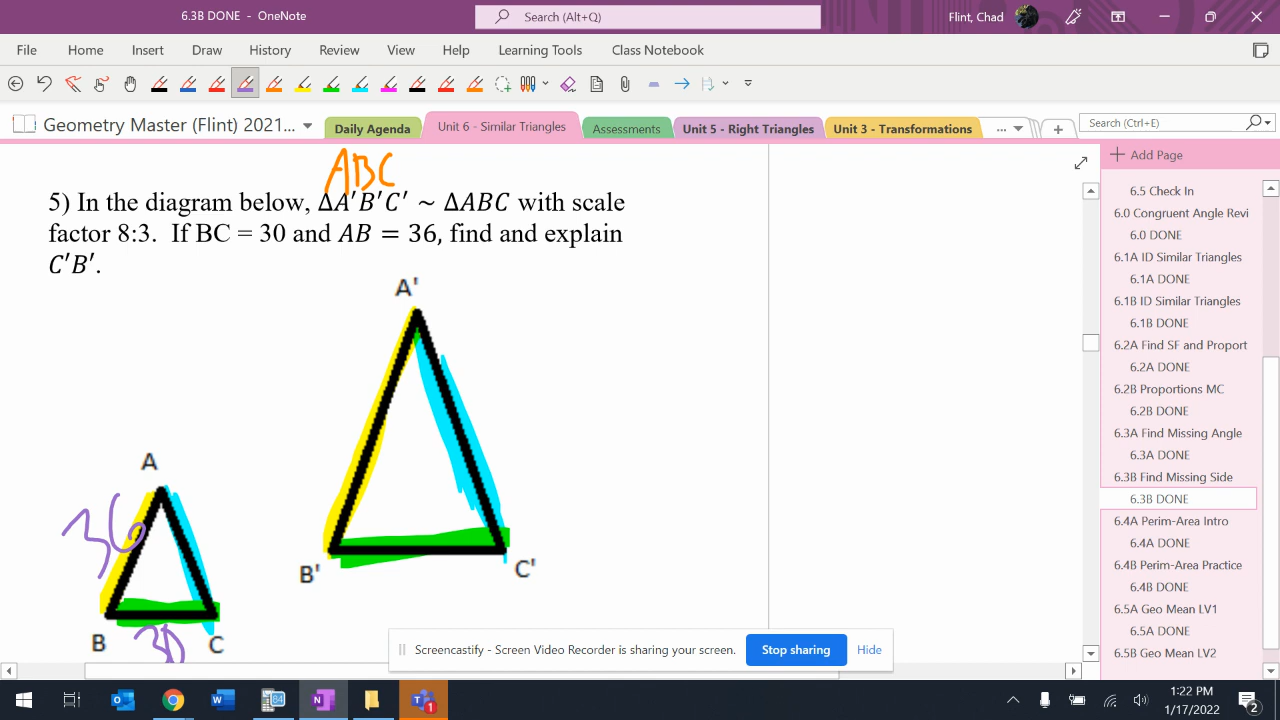 6.3B DONE - OneNote
Search (Alt+Q)
Flint, Chad
File Home Insert Draw History Review View Help Learning Tools Class Notebook
Geometry Master (Flint) 2021...
Daily Agenda
Unit 6 - Similar Triangles
Assessments
Unit 5 - Right Triangles
Unit 3 - Transformations
...
Search (Ctrl+E)
ABC
5) In the diagram below, ΔA′B′C′ ~ ΔABC with scale
factor 8:3. If BC = 30 and AB = 36, find and explain
C′B′.
A'
B'
C'
A
36
B
30
C
Add Page
6.5 Check In
6.0 Congruent Angle Revi
6.0 DONE
6.1A ID Similar Triangles
6.1A DONE
6.1B ID Similar Triangles
6.1B DONE
6.2A Find SF and Proport
6.2A DONE
6.2B Proportions MC
6.2B DONE
6.3A Find Missing Angle
6.3A DONE
6.3B Find Missing Side
6.3B DONE
6.4A Perim-Area Intro
6.4A DONE
6.4B Perim-Area Practice
6.4B DONE
6.5A Geo Mean LV1
6.5A DONE
6.5B Geo Mean LV2
Screencastify - Screen Video Recorder is sharing your screen.
Stop sharing
Hide
1:22 PM
1/17/2022
2
1